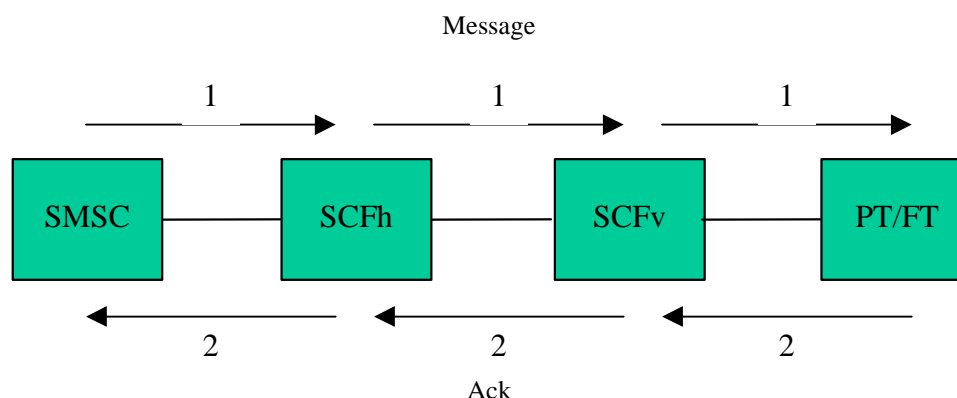 Message
1 1 1
SMSC SCFh SCFv PT/FT
2 2 2
Ack